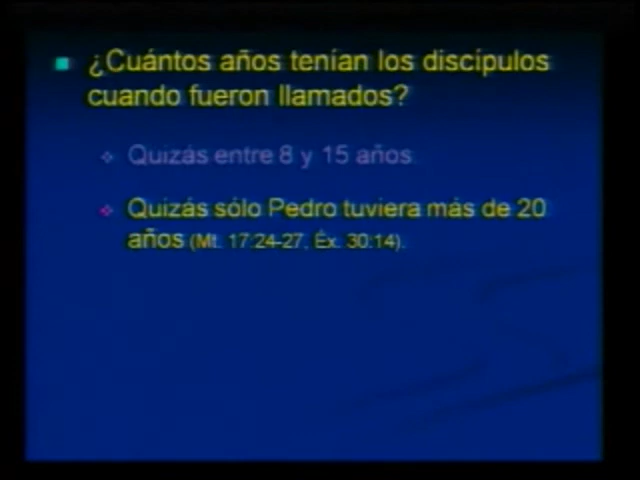 ¿Cuántos años tenían los discípulos
cuando fueron llamados?
Quizás entre 8 y 15 años
Quizás sólo Pedro tuviera más de 20
años (Mt. 17:24-27, Éx. 30:14).